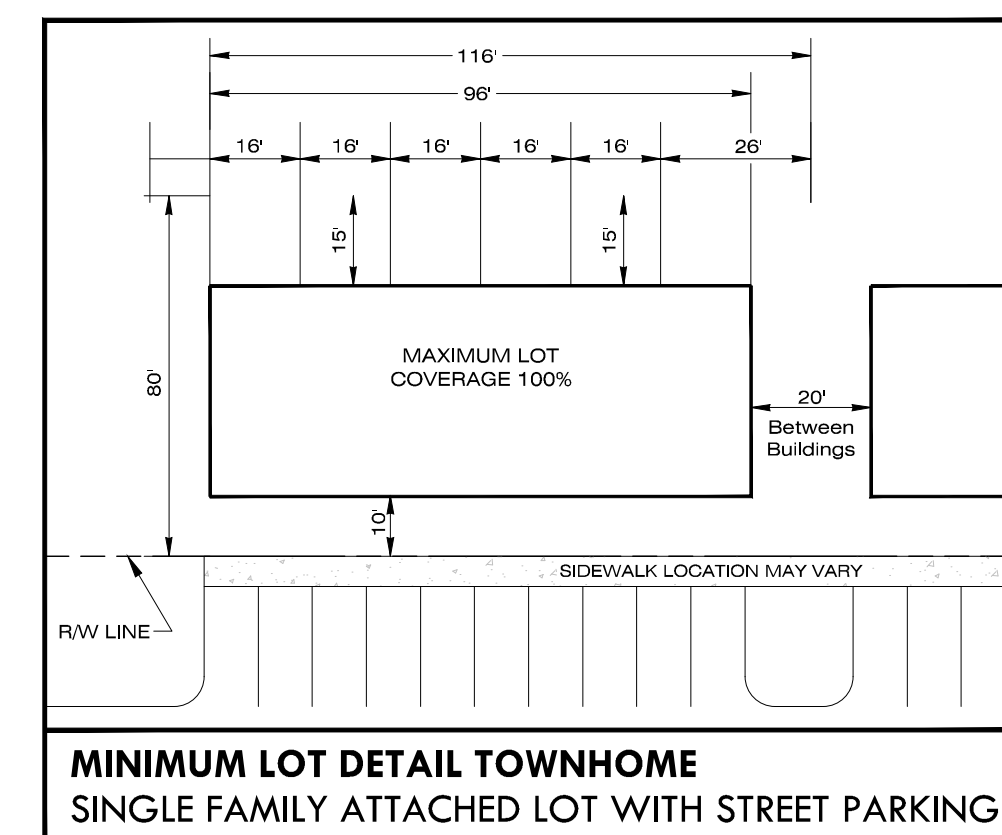 116'
96'
16' 16' 16' 16' 16' 26'
15' 15'
80'
MAXIMUM LOT
COVERAGE 100%
20'
Between
Buildings
10'
SIDEWALK LOCATION MAY VARY
R/W LINE
MINIMUM LOT DETAIL TOWNHOME
SINGLE FAMILY ATTACHED LOT WITH STREET PARKING